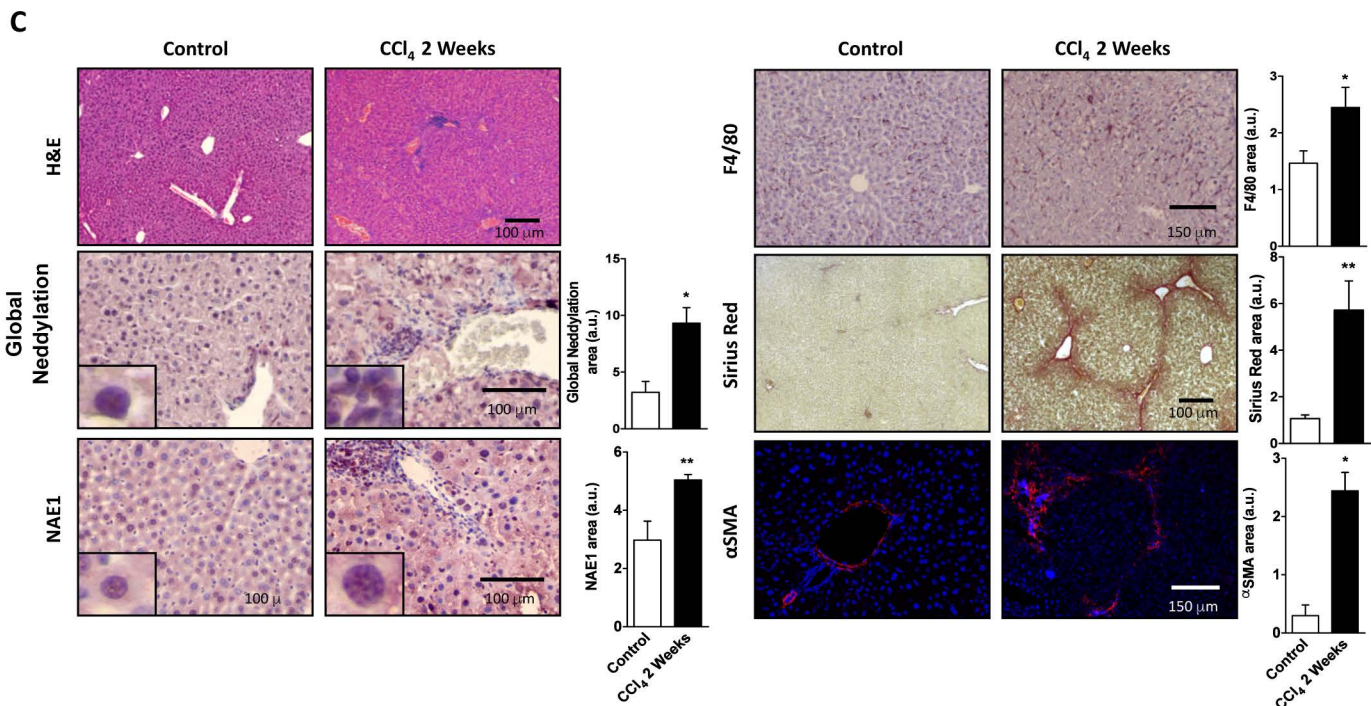 C
Control
CCl₄ 2 Weeks
H&E
100 μm
Global
Neddylation
100 μm
15
10
5
0
*
Global Neddylation
area (a.u.)
NAE1
100 μ
6
4
2
0
**
NAE1 area (a.u.)
Control
CCl₄ 2 Weeks
Control
CCl₄ 2 Weeks
F4/80
150 μm
3
2
1
0
*
F4/80 area (a.u.)
Sirius Red
100 μm
8
6
4
2
0
**
Sirius Red area (a.u.)
αSMA
150 μm
3
2
1
0
*
αSMA area (a.u.)
Control
CCl₄ 2 Weeks